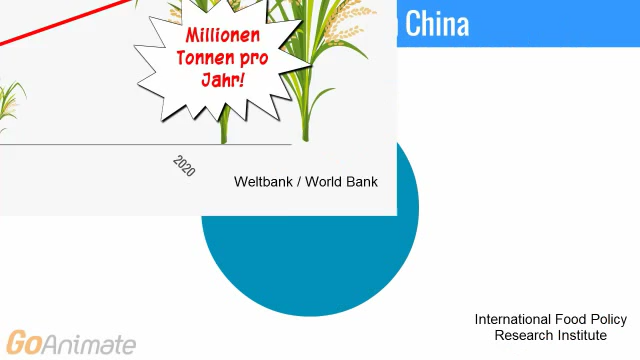 China
Millionen
Tonnen pro
Jahr!
2020
Weltbank / World Bank
International Food Policy
Research Institute
GoAnimate